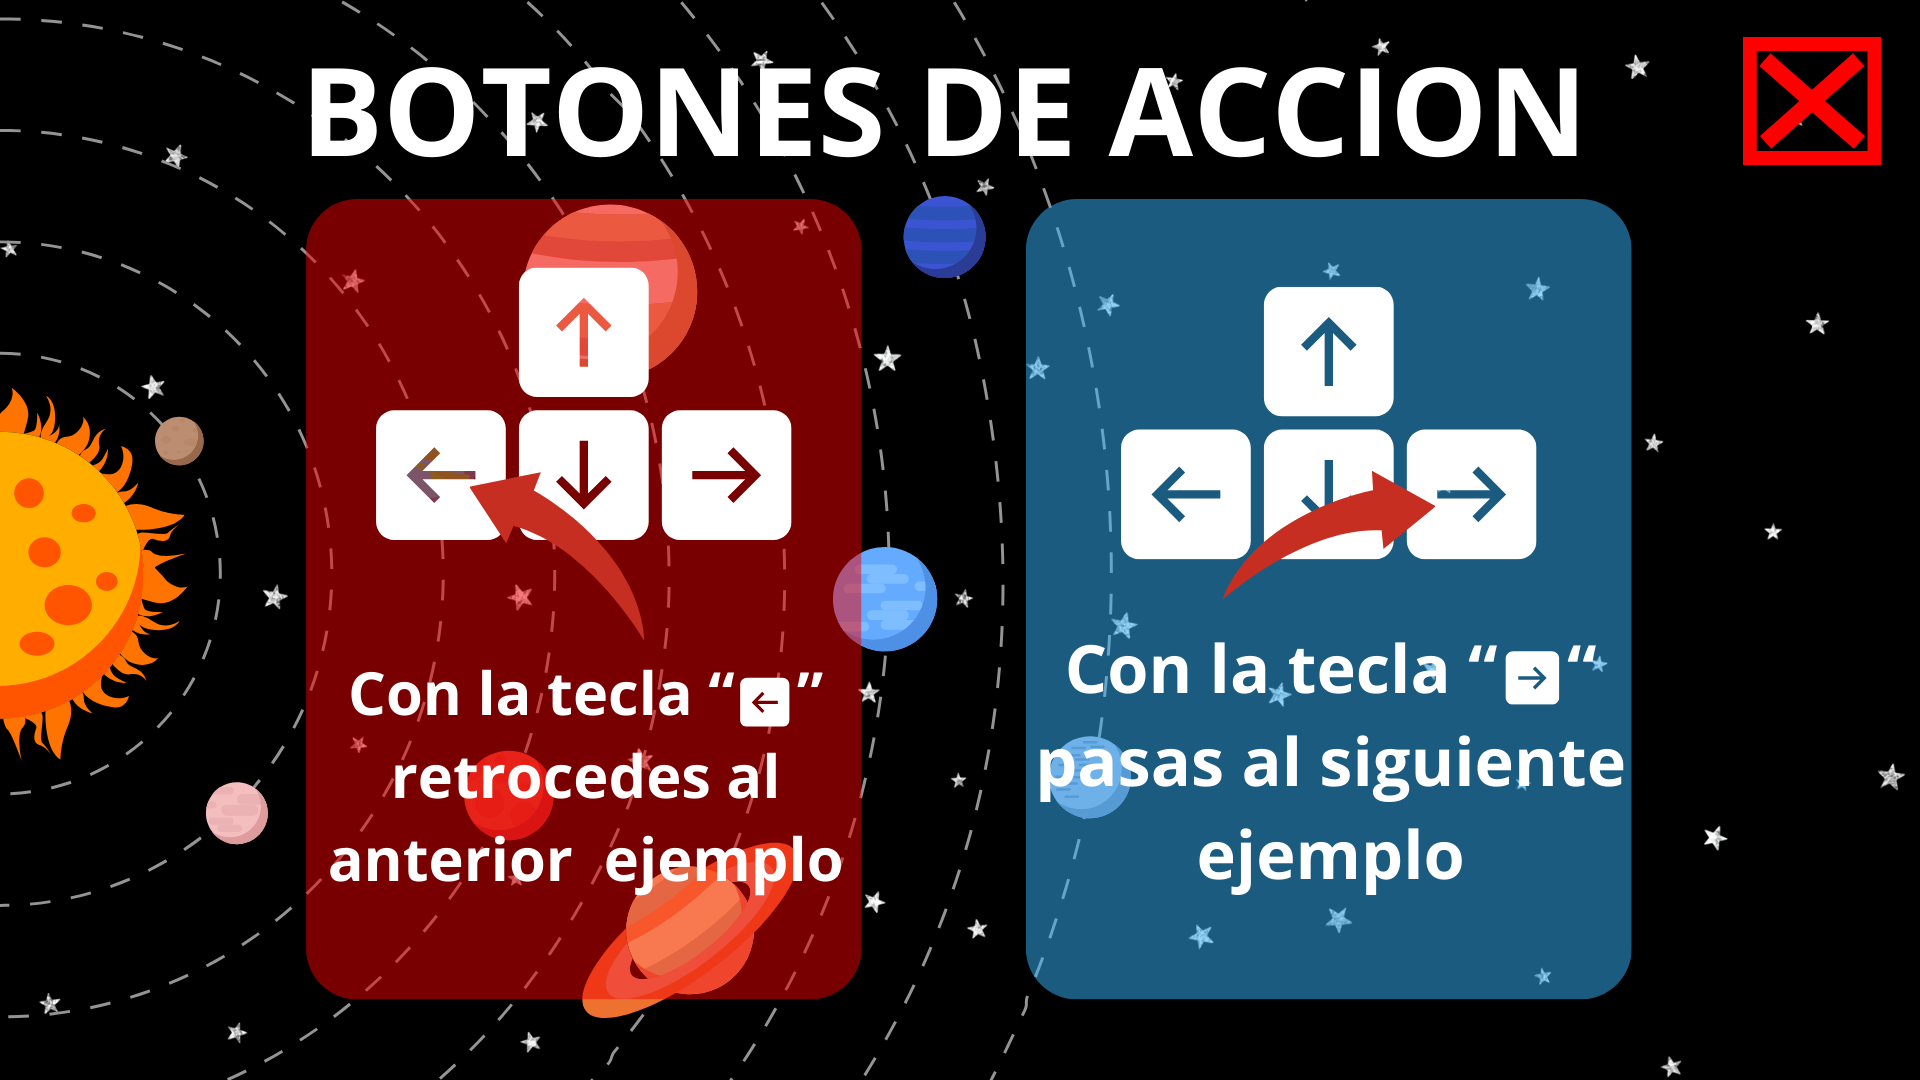 BOTONES DE ACCION
Con la tecla “←”
retrocedes al
anterior ejemplo
Con la tecla “→“
pasas al siguiente
ejemplo